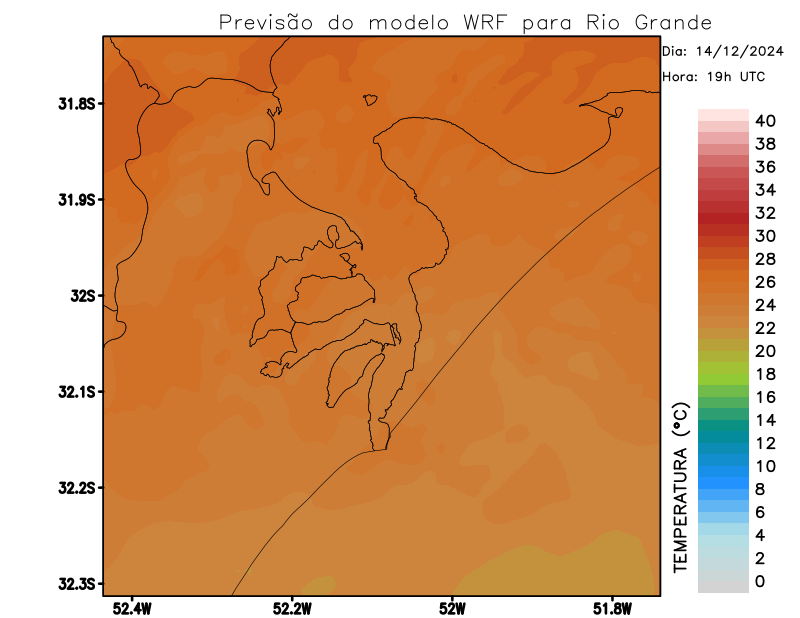 Previsão do modelo WRF para Rio Grande
Dia: 14/12/2024
Hora: 19h UTC
31.8S
31.9S
32S
32.1S
32.2S
32.3S
52.4W
52.2W
52W
51.8W
TEMPERATURA (°C)
40
38
36
34
32
30
28
26
24
22
20
18
16
14
12
10
8
6
4
2
0